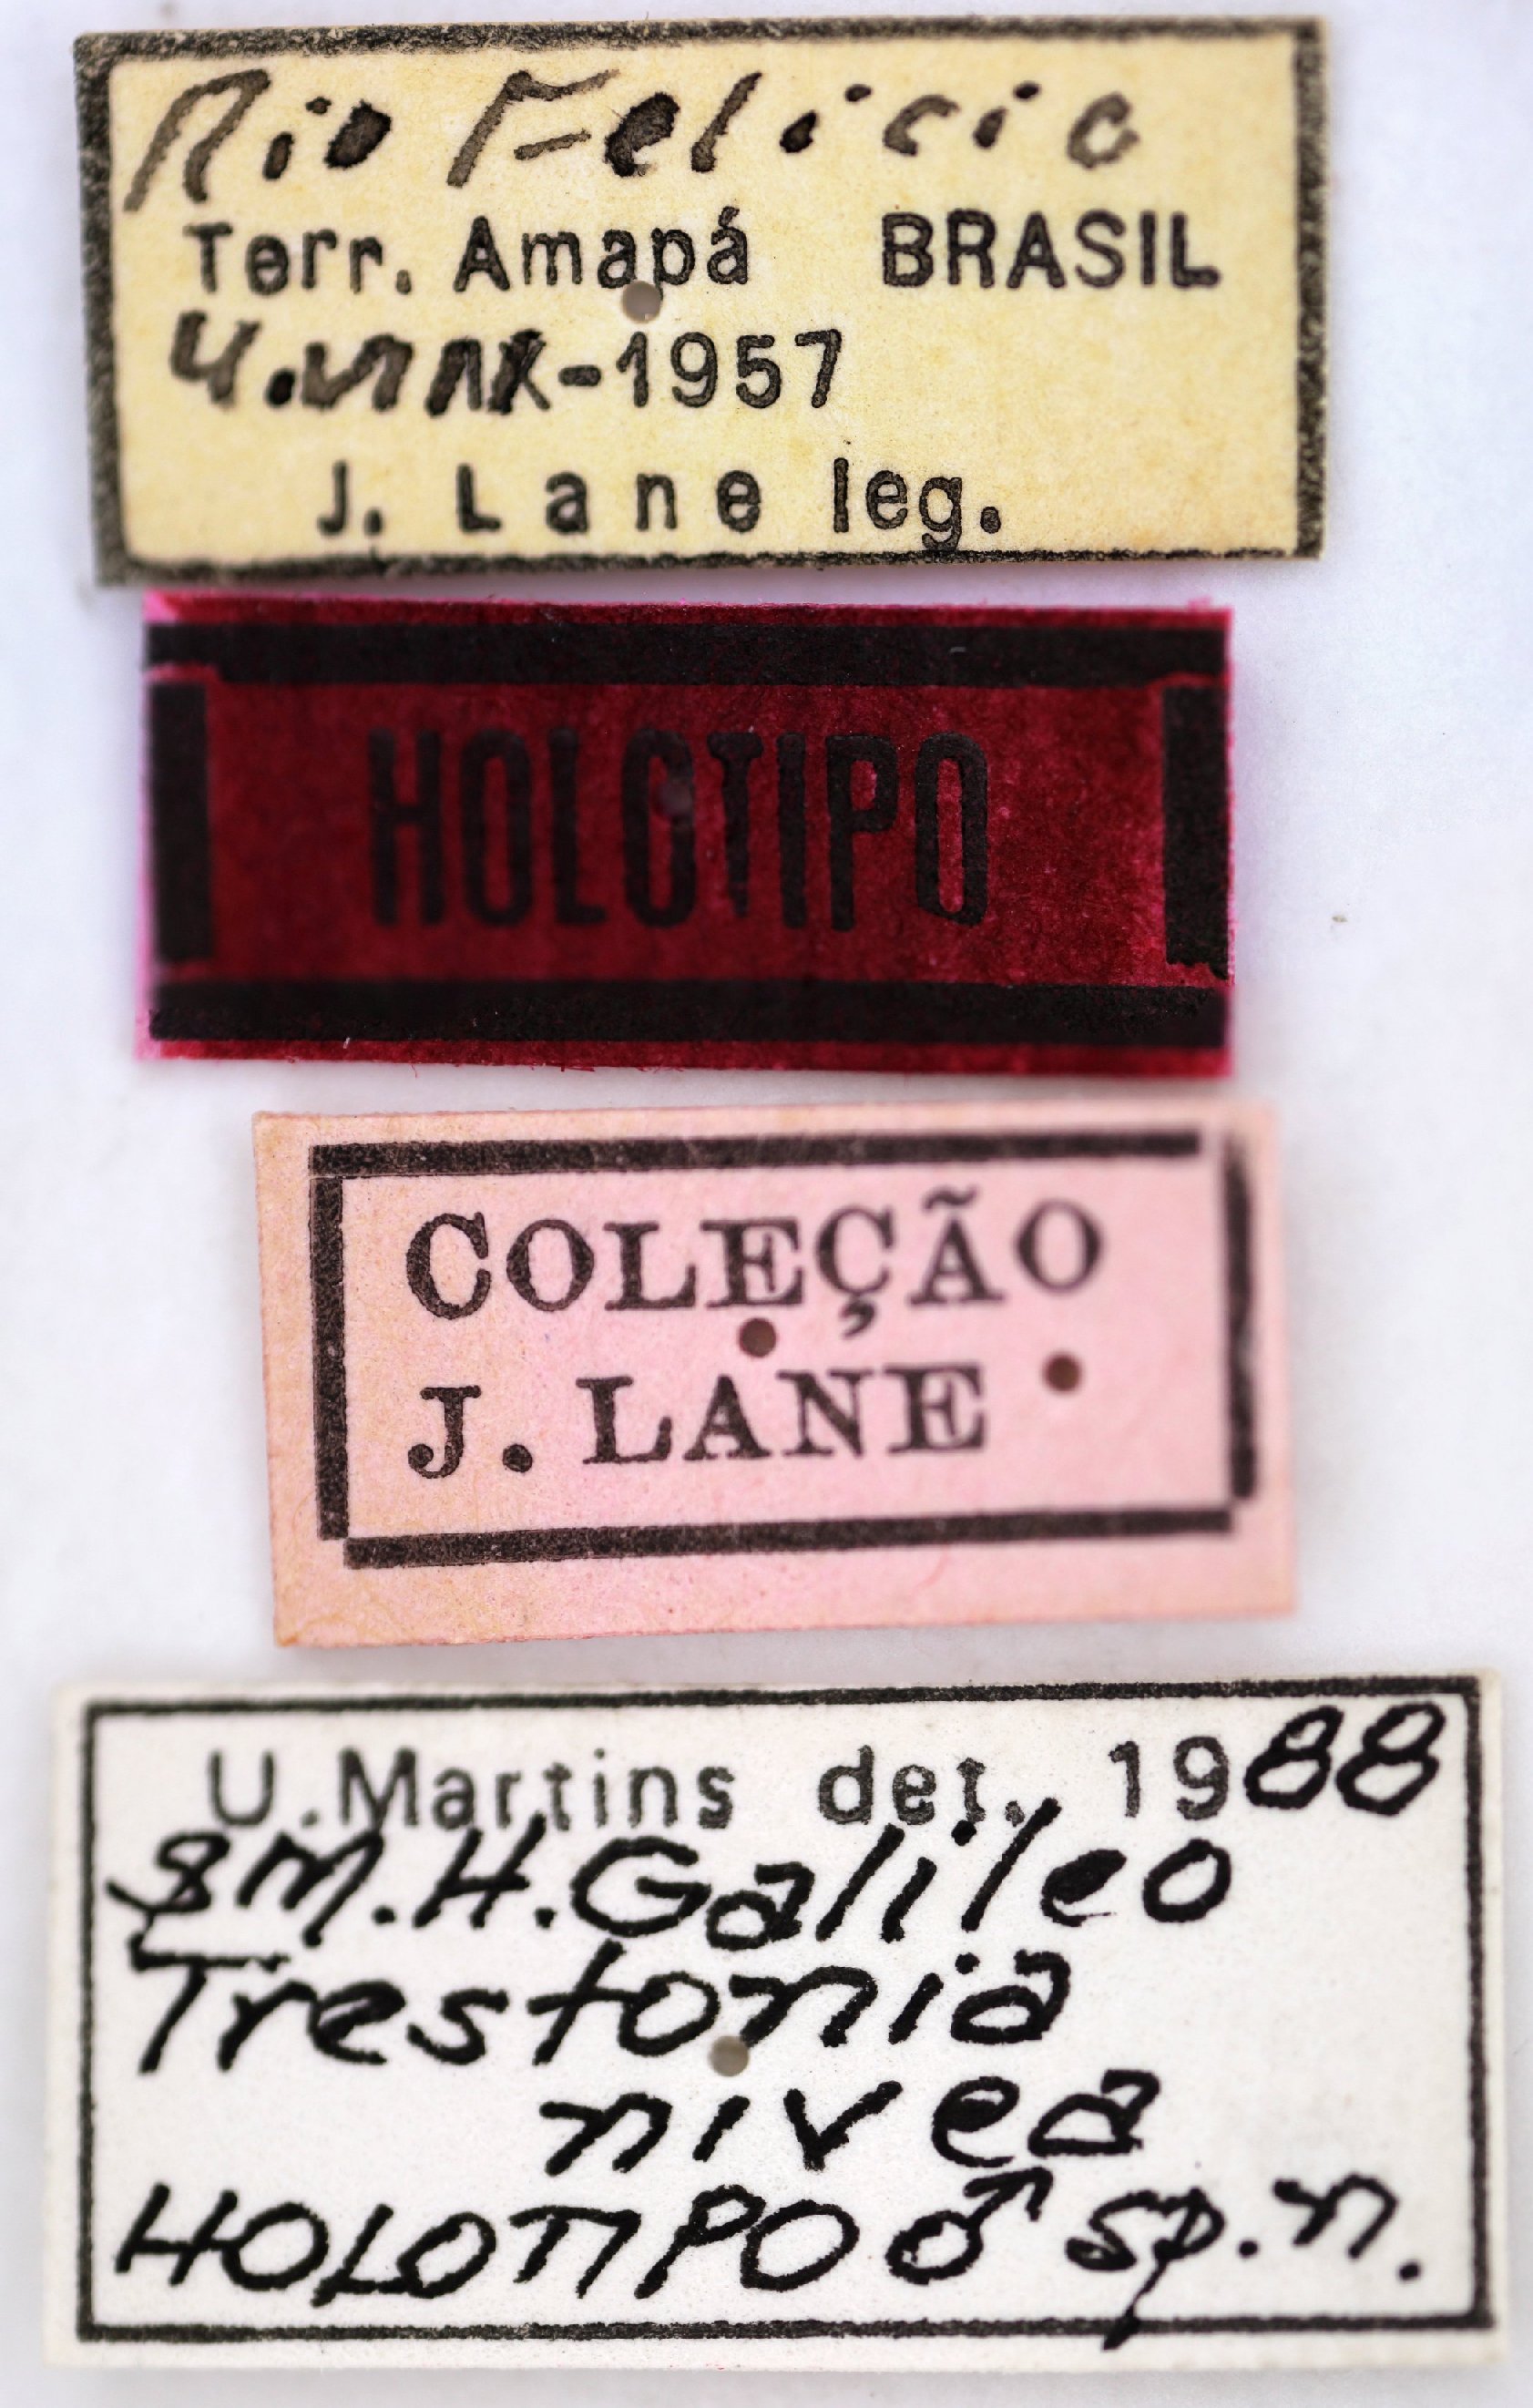 Rio Felicio
Terr. Amapá BRASIL
4.VIII-1957
J. Lane leg.
HOLOTIPO
COLEÇÃO
J. LANE
U.Martins det. 1988
& M.H.Galileo
Trestonia
nivea
HOLOTIPO ♂ sp.n.